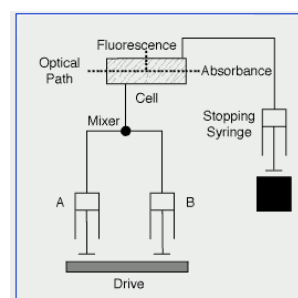 Fluorescence
Optical
Path
Absorbance
Cell
Stopping
Syringe
Mixer
A
B
Drive